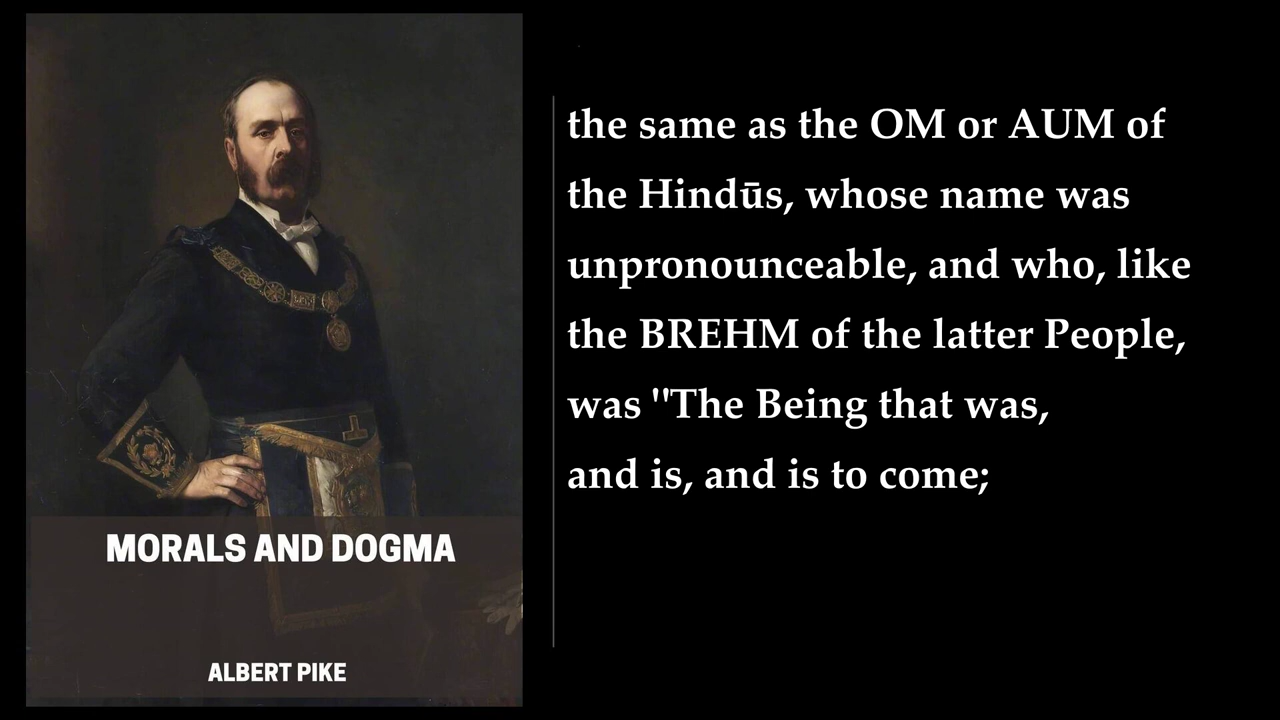 MORALS AND DOGMA
ALBERT PIKE
the same as the OM or AUM of
the Hindūs, whose name was
unpronounceable, and who, like
the BREHM of the latter People,
was "The Being that was,
and is, and is to come;